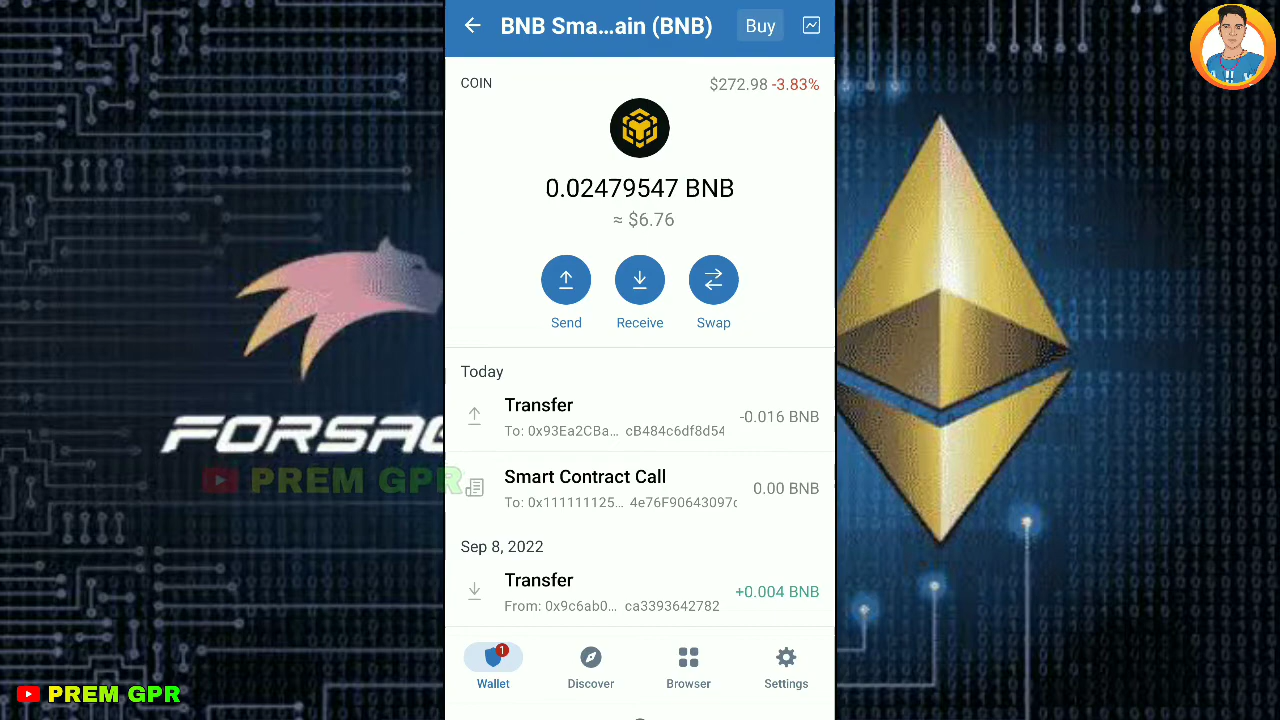 BNB Sma...ain (BNB)
Buy
COIN
$272.98 -3.83%
0.02479547 BNB
≈ $6.76
Send
Receive
Swap
Today
Transfer
-0.016 BNB
To: 0x93Ea2CBa... cB484c6df8d54
Smart Contract Call
0.00 BNB
To: 0x111111125... 4e76F90643097c
Sep 8, 2022
Transfer
+0.004 BNB
From: 0x9c6ab0... ca3393642782
1
Wallet
Discover
Browser
Settings
FORSAG
PREM GPR
PREM GPR